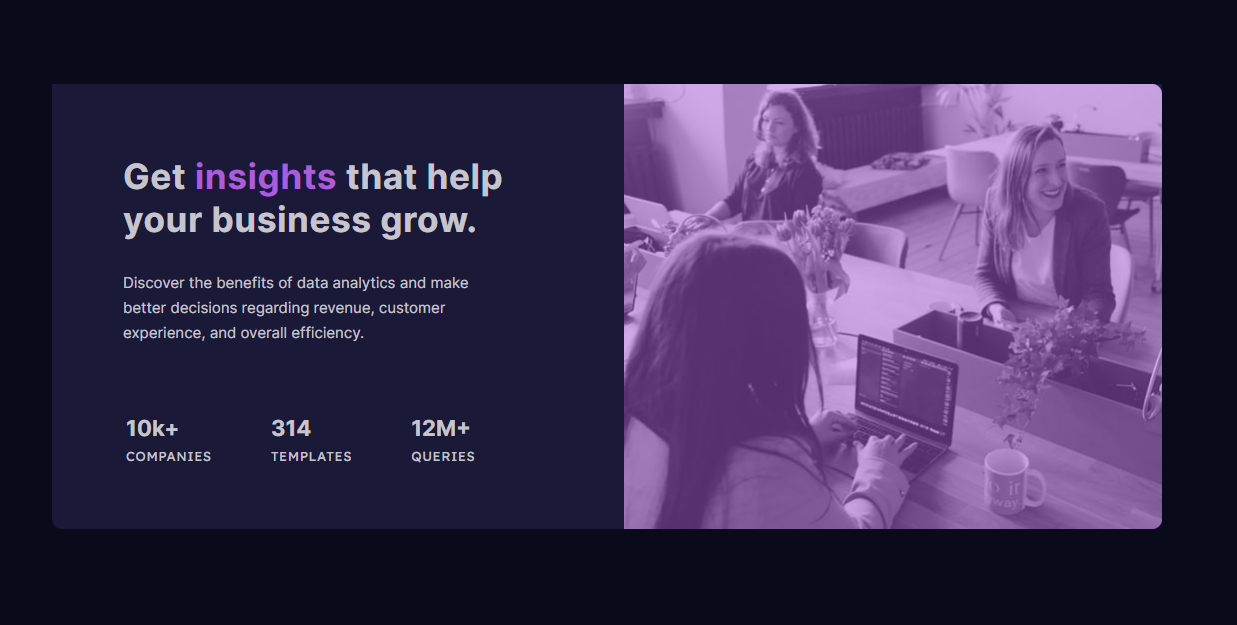 Get insights that help
your business grow.
Discover the benefits of data analytics and make
better decisions regarding revenue, customer
experience, and overall efficiency.
10k+
COMPANIES
314
TEMPLATES
12M+
QUERIES